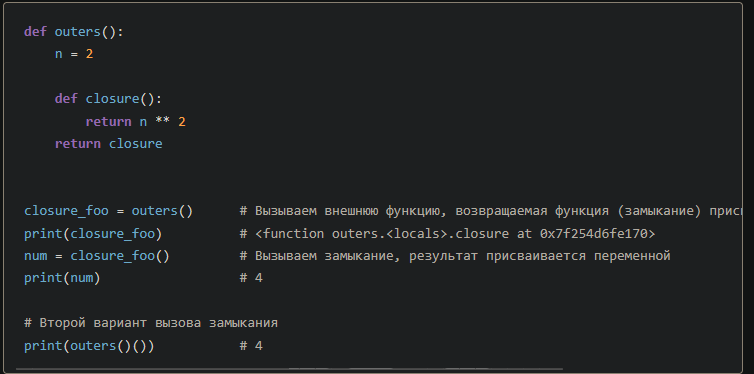 def outers():
    n = 2
    def closure():
        return n ** 2
    return closure
closure_foo = outers()      # Вызываем внешнюю функцию, возвращаемая функция (замыкание)
print(closure_foo)          # <function outers.<locals>.closure at 0x7f254d6fe170>
num = closure_foo()         # Вызываем замыкание, результат присваивается переменной
print(num)                  # 4
# Второй вариант вызова замыкания
print(outers()())           # 4